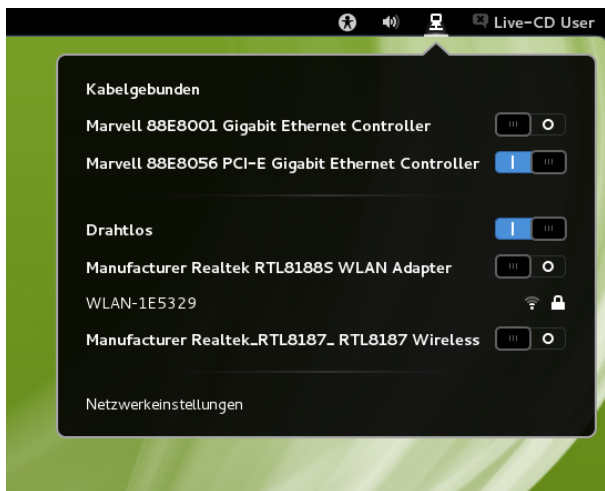 Live-CD User
Kabelgebunden
Marvell 88E8001 Gigabit Ethernet Controller
Marvell 88E8056 PCI-E Gigabit Ethernet Controller
Drahtlos
Manufacturer Realtek RTL8188S WLAN Adapter
WLAN-1E5329
Manufacturer Realtek_RTL8187_ RTL8187 Wireless
Netzwerkeinstellungen